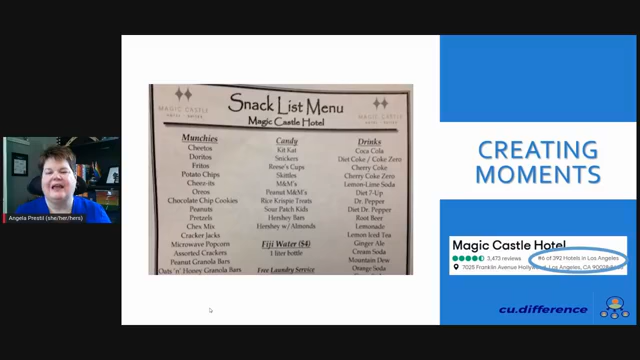 Snack List Menu
Magic Castle Hotel
MAGIC CASTLE
MAGIC CASTLE
Munchies
Cheetos
Doritos
Fritos
Potato Chips
Cheez-its
Oreos
Chocolate Chip Cookies
Peanuts
Pretzels
Chex Mix
Cracker Jacks
Microwave Popcorn
Assorted Crackers
Peanut Granola Bars
Oats 'n' Honey Granola Bars
Candy
Kit Kat
Snickers
Reese's Cups
Skittles
M&M's
Peanut M&M's
Rice Krispie Treats
Sour Patch Kids
Hershey Bars
Hershey w/Almonds
Fiji Water ($4)
1 liter bottle
Free Laundry Service
Drinks
Coca Cola
Diet Coke / Coke Zero
Cherry Coke
Cherry Coke Zero
Lemon-Lime Soda
Diet 7-Up
Dr. Pepper
Diet Dr. Pepper
Root Beer
Lemonade
Lemon Iced Tea
Ginger Ale
Cream Soda
Mountain Dew
Orange Soda
CREATING
MOMENTS
Magic Castle Hotel
3,473 reviews
#6 of 392 Hotels in Los Angeles
7025 Franklin Avenue Hollywood, Los Angeles, CA
cu.difference
Angela Prestil (she/her/hers)